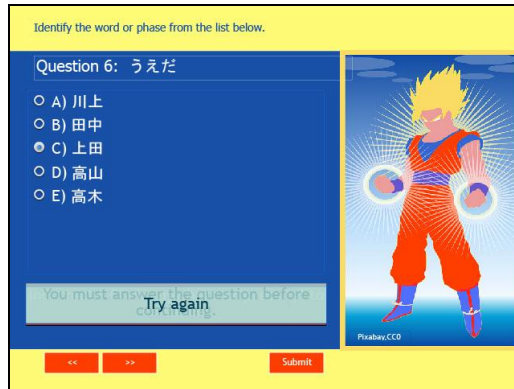 Identify the word or phase from the list below.
Question 6: うえだ
A) 川上
B) 田中
C) 上田
D) 高山
E) 高木
You must answer the question before
continuing.
Try again
Pixabay,CC0
<< >> Submit